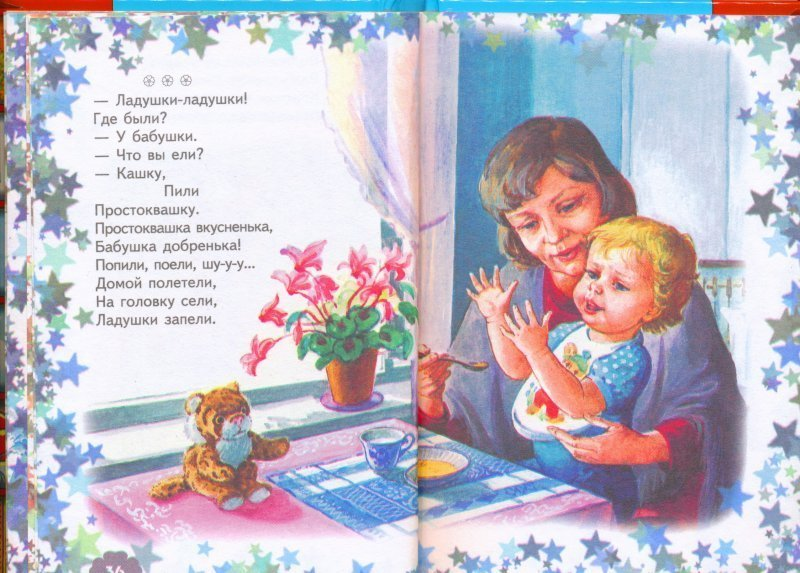 — Ладушки-ладушки!
Где были?
— У бабушки.
— Что вы ели?
— Кашку,
Пили
Простоквашку.
Простоквашка вкусненька,
Бабушка добренька!
Попили, поели, шу-у-у...
Домой полетели,
На головку сели,
Ладушки запели.
36